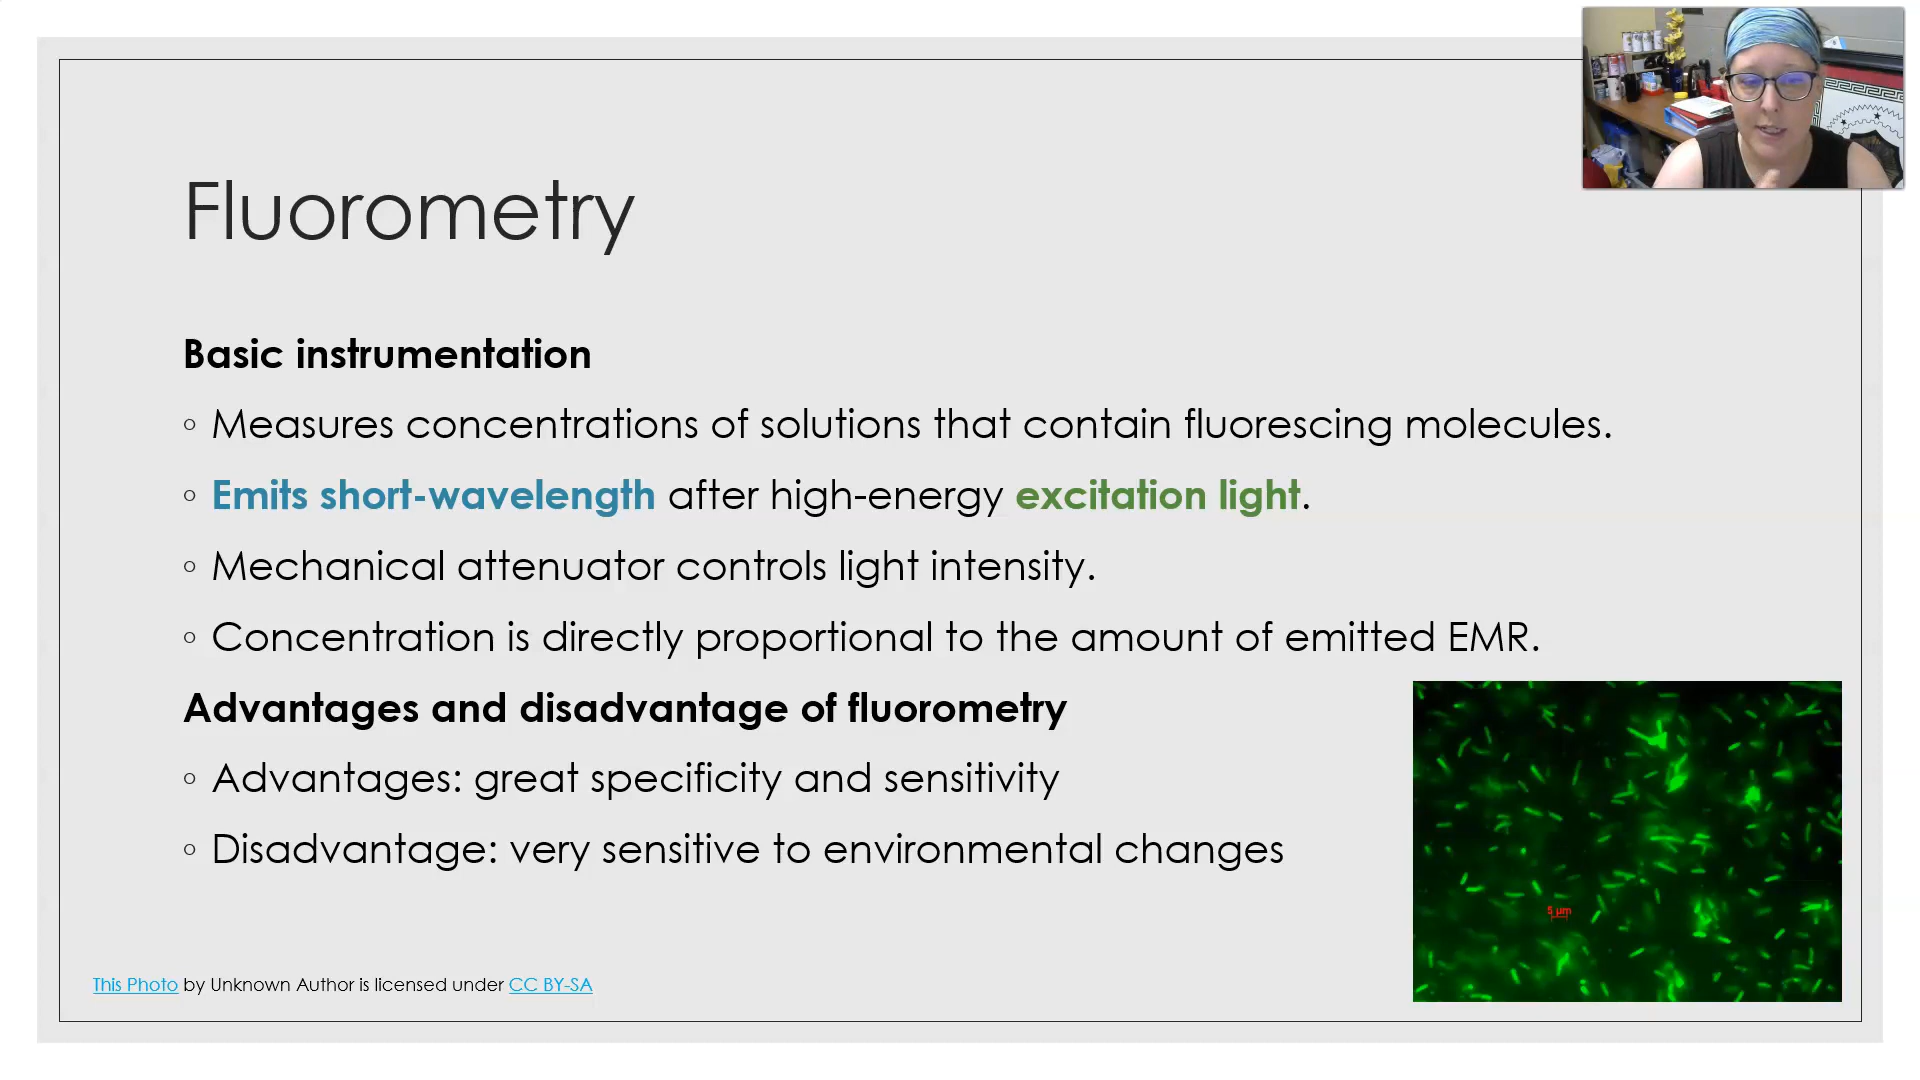 Fluorometry
Basic instrumentation
◦ Measures concentrations of solutions that contain fluorescing molecules.
◦ Emits short-wavelength after high-energy excitation light.
◦ Mechanical attenuator controls light intensity.
◦ Concentration is directly proportional to the amount of emitted EMR.
Advantages and disadvantage of fluorometry
◦ Advantages: great specificity and sensitivity
◦ Disadvantage: very sensitive to environmental changes
5 µm
This Photo by Unknown Author is licensed under CC BY-SA